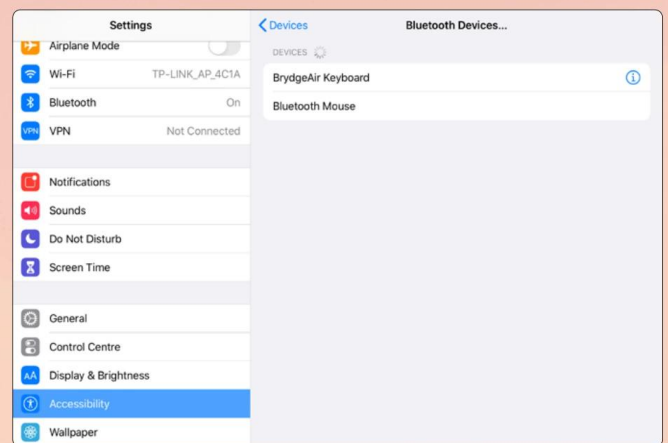 Settings
Airplane Mode
Wi-Fi TP-LINK_AP_4C1A
Bluetooth On
VPN VPN Not Connected
Notifications
Sounds
Do Not Disturb
Screen Time
General
Control Centre
AA Display & Brightness
Accessibility
Wallpaper
Devices Bluetooth Devices...
DEVICES
BrydgeAir Keyboard
Bluetooth Mouse